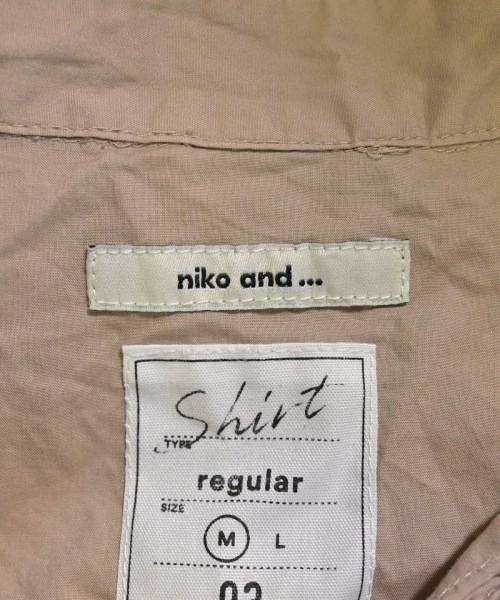 niko and ...
Shirt
TYPE
regular
SIZE
M L